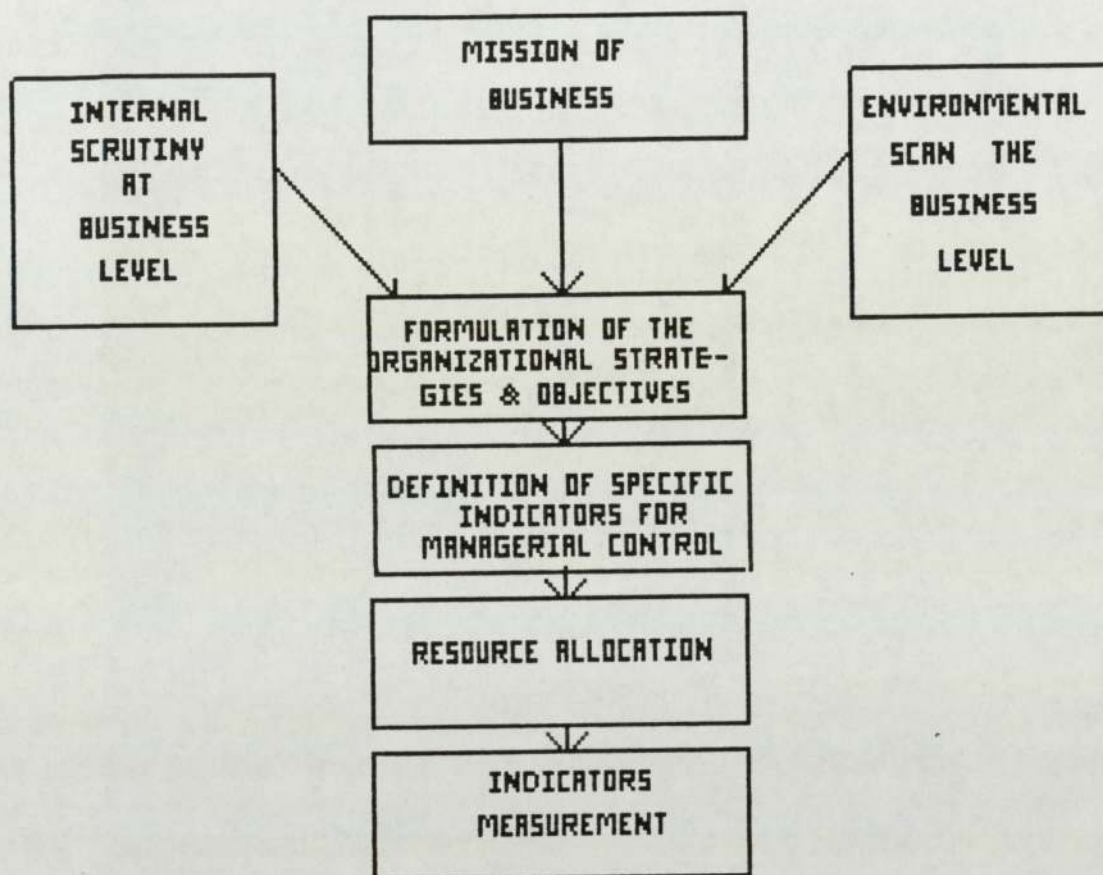 MISSION OF
BUSINESS
INTERNAL
SCRUTINY
AT
BUSINESS
LEVEL
ENVIRONMENTAL
SCAN THE
BUSINESS
LEVEL
FORMULATION OF THE
ORGANIZATIONAL STRATE-
GIES & OBJECTIVES
DEFINITION OF SPECIFIC
INDICATORS FOR
MANAGERIAL CONTROL
RESOURCE ALLOCATION
INDICATORS
MEASUREMENT